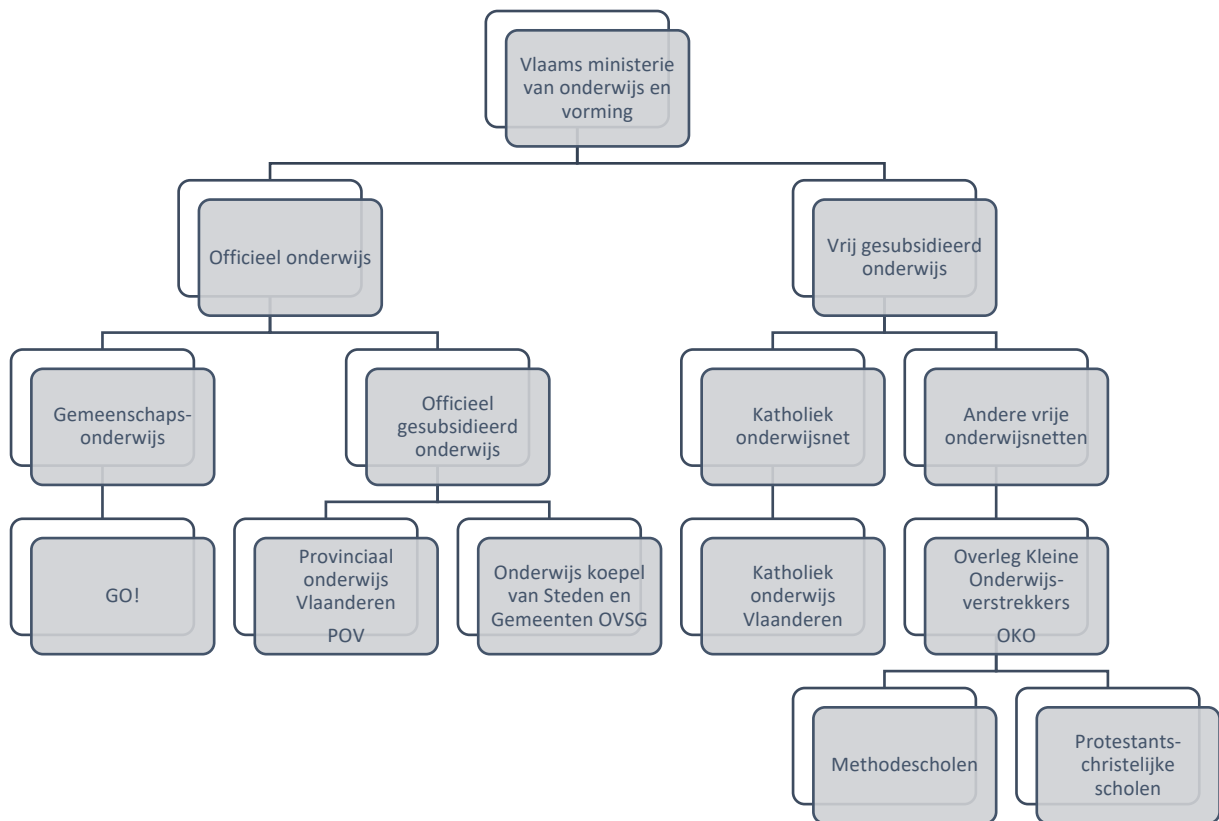 Vlaams ministerie
van onderwijs en
vorming
Officieel onderwijs
Vrij gesubsidieerd
onderwijs
Gemeenschaps-
onderwijs
Officieel
gesubsidieerd
onderwijs
Katholiek
onderwijsnet
Andere vrije
onderwijsnetten
GO!
Provinciaal
onderwijs
Vlaanderen
POV
Onderwijs koepel
van Steden en
Gemeenten OVSG
Katholiek
onderwijs
Vlaanderen
Overleg Kleine
Onderwijs-
verstrekkers
OKO
Methodescholen
Protestants-
christelijke
scholen